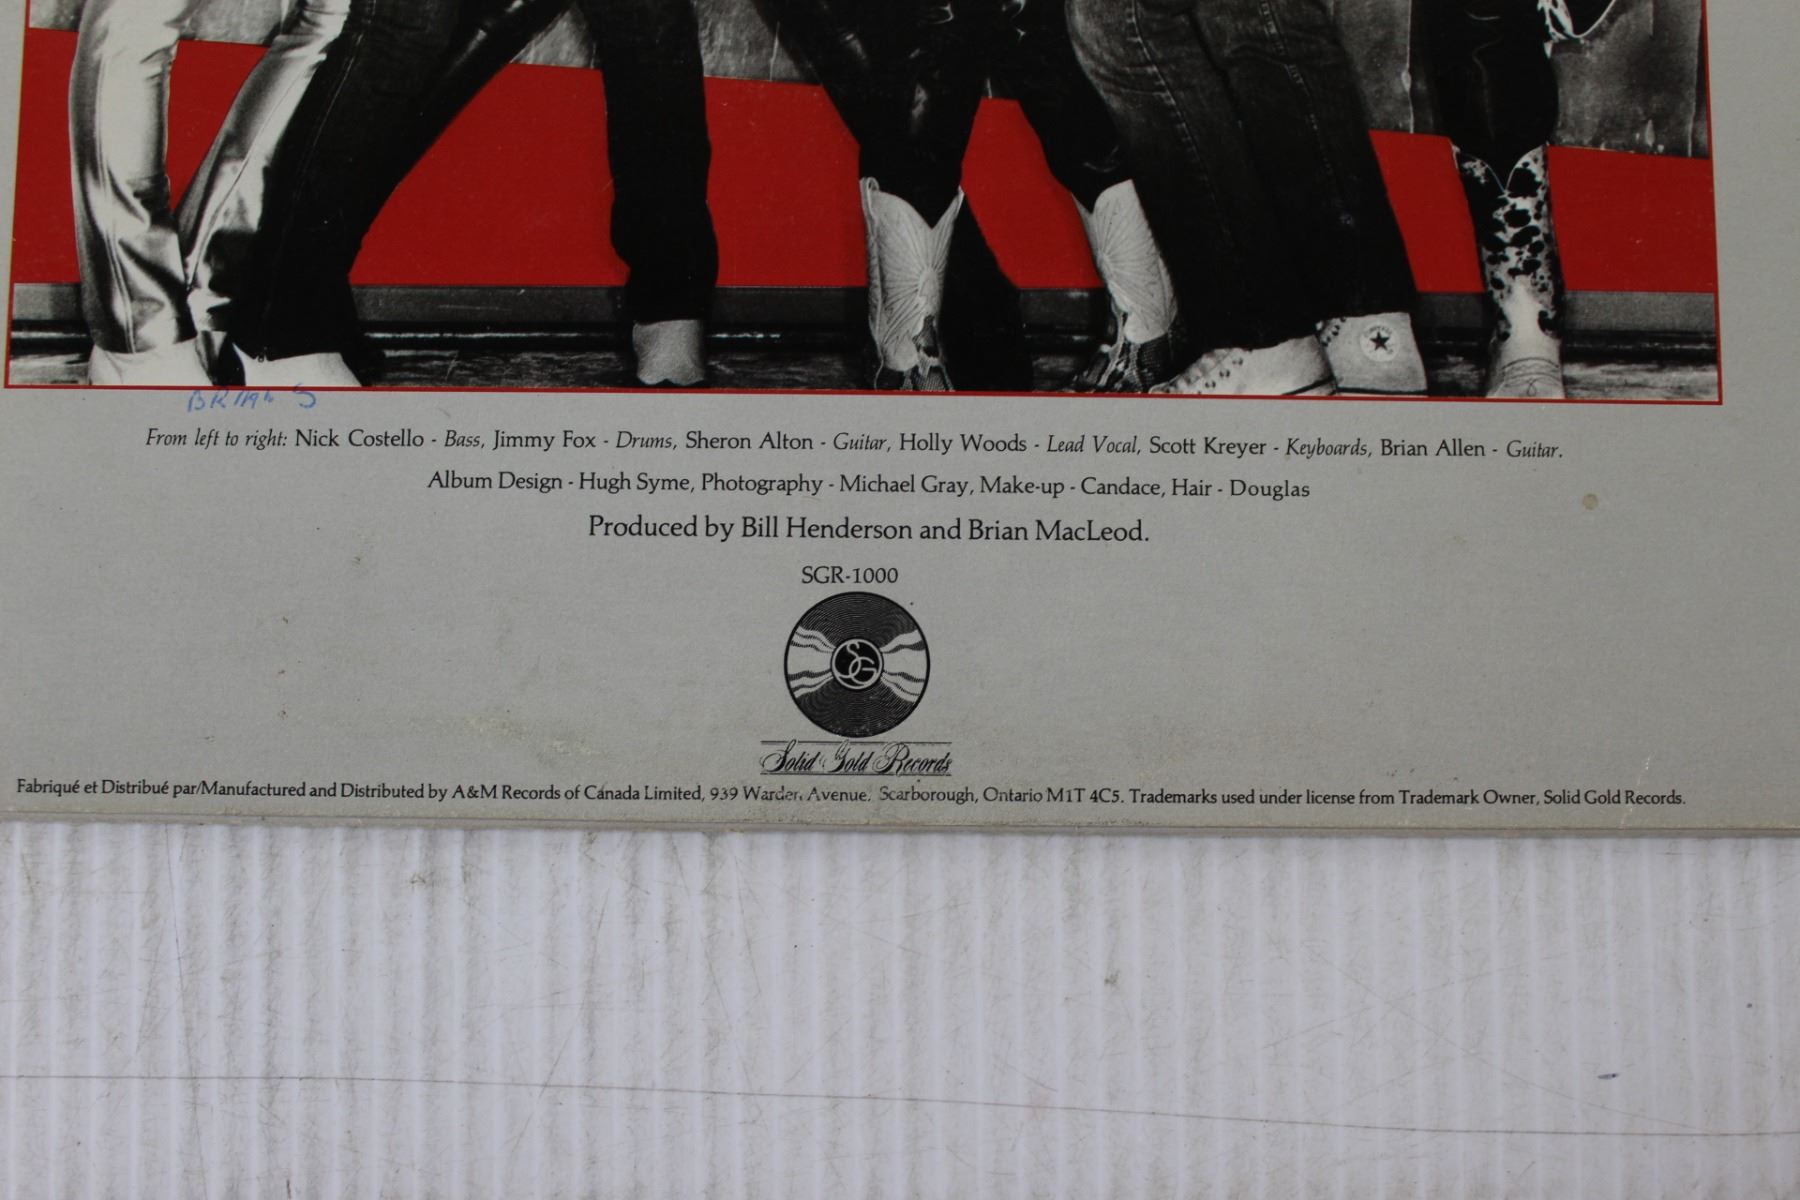 From left to right: Nick Costello - Bass, Jimmy Fox - Drums, Sheron Alton - Guitar, Holly Woods - Lead Vocal, Scott Kreyer - Keyboards, Brian Allen - Guitar.
Album Design - Hugh Syme, Photography - Michael Gray, Make-up - Candace, Hair - Douglas
Produced by Bill Henderson and Brian MacLeod.
SGR-1000
SG
Solid Gold Records
Fabriqué et Distribué par/Manufactured and Distributed by A&M Records of Canada Limited, 939 Warden Avenue. Scarborough, Ontario M1T 4C5. Trademarks used under license from Trademark Owner, Solid Gold Records.